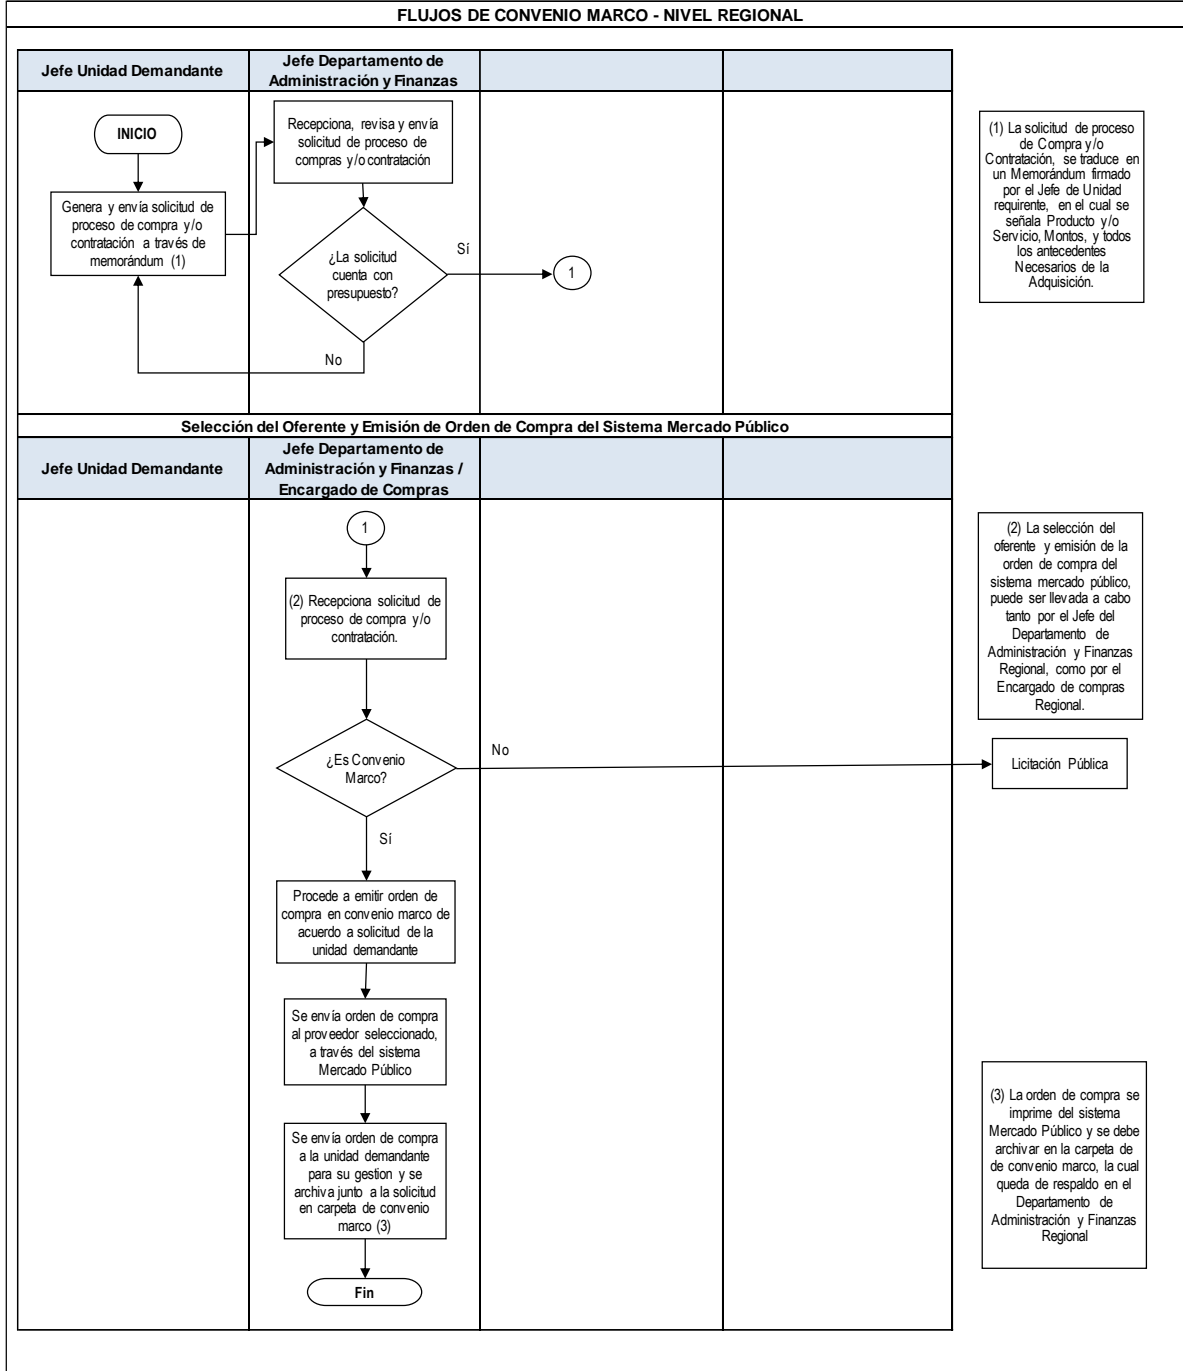 FLUJOS DE CONVENIO MARCO - NIVEL REGIONAL
Jefe Unidad Demandante
Jefe Departamento de
Administración y Finanzas
INICIO
Genera y envía solicitud de
proceso de compra y/o
contratación a través de
memorándum (1)
Recepciona, revisa y envía
solicitud de proceso de
compras y/o contratación
¿La solicitud
cuenta con
presupuesto?
Sí
1
No
(1) La solicitud de proceso
de Compra y/o
Contratación, se traduce en
un Memorándum firmado
por el Jefe de Unidad
requirente, en el cual se
señala Producto y/o
Servicio, Montos, y todos
los antecedentes
Necesarios de la
Adquisición.
Selección del Oferente y Emisión de Orden de Compra del Sistema Mercado Público
Jefe Unidad Demandante
Jefe Departamento de
Administración y Finanzas /
Encargado de Compras
1
(2) Recepciona solicitud de
proceso de compra y/o
contratación.
(2) La selección del
oferente y emisión de la
orden de compra del
sistema mercado público,
puede ser llevada a cabo
tanto por el Jefe del
Departamento de
Administración y Finanzas
Regional, como por el
Encargado de compras
Regional.
¿Es Convenio
Marco?
No
Licitación Pública
Sí
Procede a emitir orden de
compra en convenio marco de
acuerdo a solicitud de la
unidad demandante
Se envía orden de compra
al proveedor seleccionado,
a través del sistema
Mercado Público
Se envía orden de compra
a la unidad demandante
para su gestion y se
archiva junto a la solicitud
en carpeta de convenio
marco (3)
Fin
(3) La orden de compra se
imprime del sistema
Mercado Público y se debe
archivar en la carpeta de
de convenio marco, la cual
queda de respaldo en el
Departamento de
Administración y Finanzas
Regional